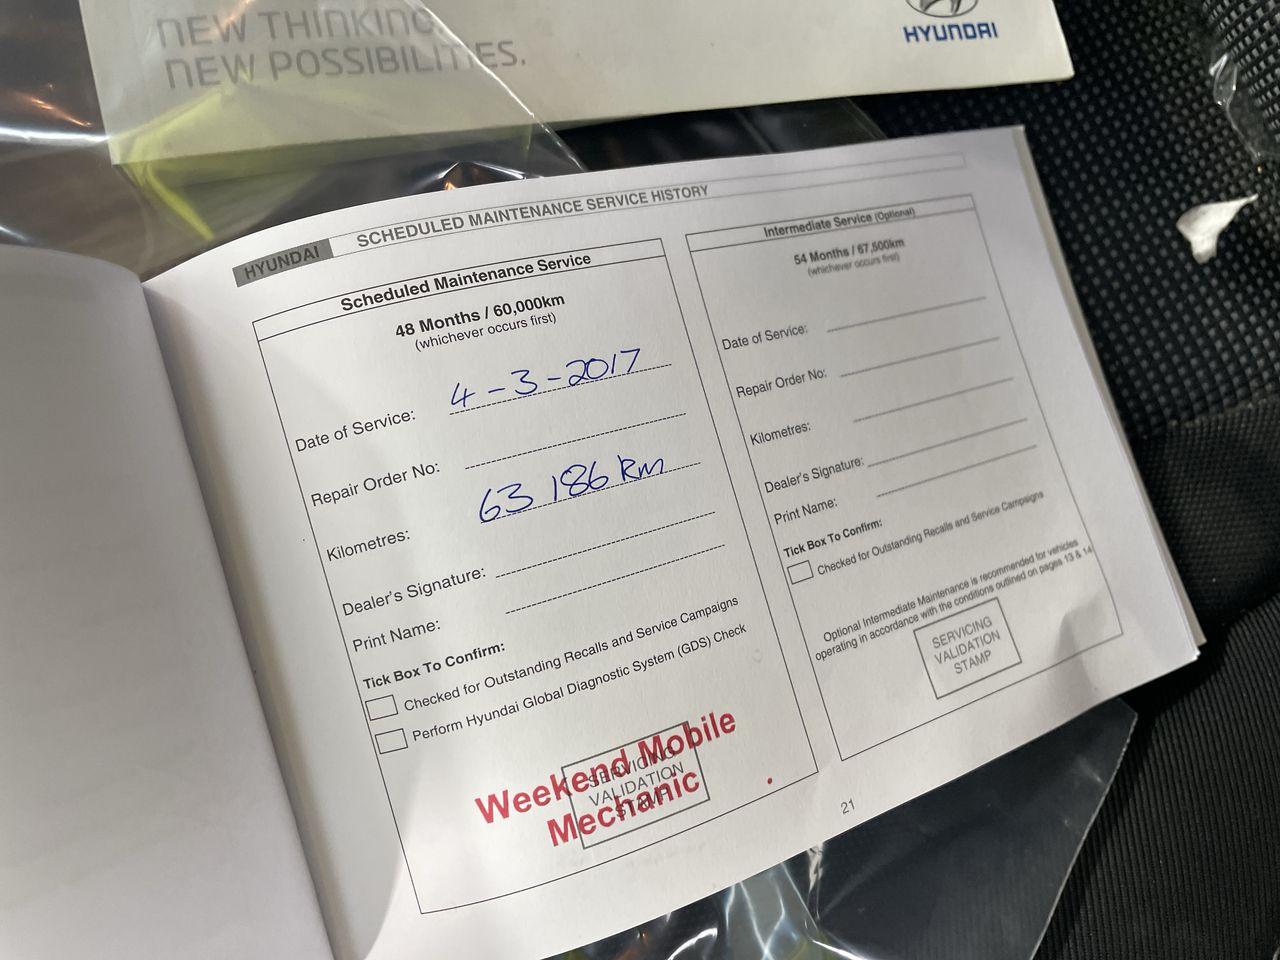 NEW THINKING.
NEW POSSIBILITIES.
HYUNDAI
HYUNDAI
SCHEDULED MAINTENANCE SERVICE HISTORY
Scheduled Maintenance Service
48 Months / 60,000km
(whichever occurs first)
Date of Service: 4-3-2017
Repair Order No:
Kilometres: 63 186 km
Dealer's Signature:
Print Name:
Tick Box To Confirm:
Checked for Outstanding Recalls and Service Campaigns
Perform Hyundai Global Diagnostic System (GDS) Check
SERVICING
VALIDATION
STAMP
Weekend Mobile
Mechanic
Intermediate Service (Optional)
54 Months / 67,500km
(whichever occurs first)
Date of Service:
Repair Order No:
Kilometres:
Dealer's Signature:
Print Name:
Tick Box To Confirm:
Checked for Outstanding Recalls and Service Campaigns
Optional Intermediate Maintenance is recommended for vehicles
operating in accordance with the conditions outlined on pages 13 & 14
SERVICING
VALIDATION
STAMP
21